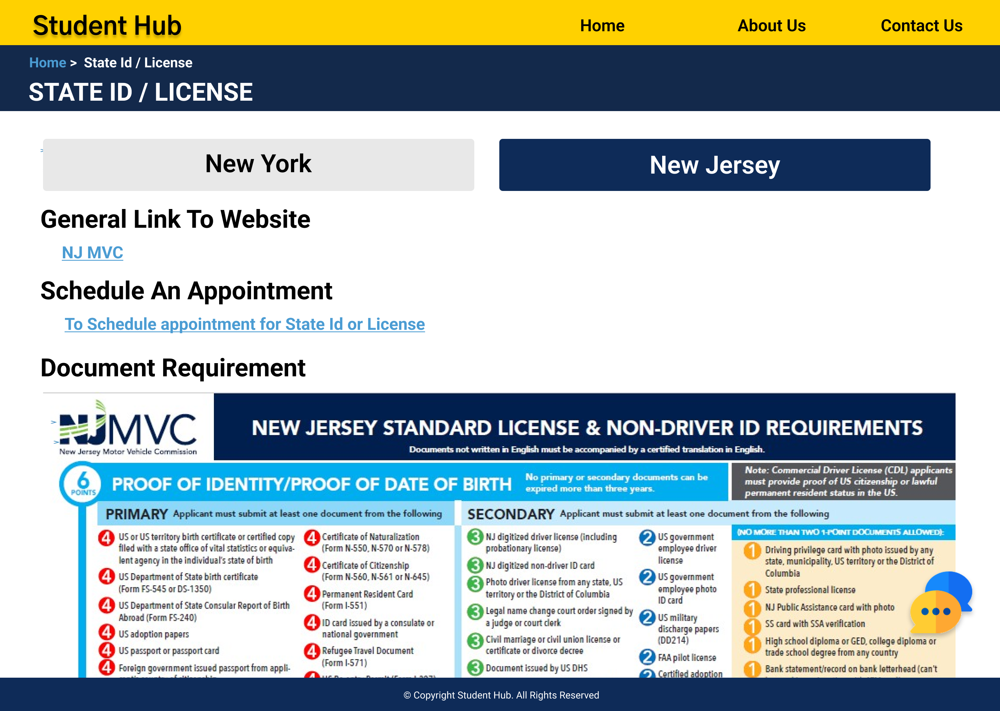 Student Hub
Home
About Us
Contact Us
Home > State Id / License
STATE ID / LICENSE
>
New York
New Jersey
General Link To Website
NJ MVC
Schedule An Appointment
To Schedule appointment for State Id or License
Document Requirement
>
>
NJMVC
New Jersey Motor Vehicle Commission
NEW JERSEY STANDARD LICENSE & NON-DRIVER ID REQUIREMENTS
Documents not written in English must be accompanied by a certified translation in English.
6
POINTS
PROOF OF IDENTITY/PROOF OF DATE OF BIRTH
No primary or secondary documents can be
expired more than three years.
Note: Commercial Driver License (CDL) applicants
must provide proof of US citizenship or lawful
permanent resident status in the US.
PRIMARY Applicant must submit at least one document from the following
4 US or US territory birth certificate or certified copy
filed with a state office of vital statistics or equiva-
lent agency in the individual's state of birth
4 US Department of State birth certificate
(Form FS-545 or DS-1350)
4 US Department of State Consular Report of Birth
Abroad (Form FS-240)
4 US adoption papers
4 US passport or passport card
4 Foreign government issued passport from appli-
4 Certificate of Naturalization
(Form N-550, N-570 or N-578)
4 Certificate of Citizenship
(Form N-560, N-561 or N-645)
4 Permanent Resident Card
(Form I-551)
4 ID card issued by a consulate or
national government
4 Refugee Travel Document
(Form I-571)
SECONDARY Applicant must submit at least one document from the following
3 NJ digitized driver license (including
probationary license)
3 NJ digitized non-driver ID card
3 Photo driver license from any state, US
territory or the District of Columbia
3 Legal name change court order signed by
a judge or court clerk
3 Civil marriage or civil union license or
certificate or divorce decree
3 Document issued by US DHS
2 US government
employee driver
license
2 US government
employee photo
ID card
2 US military
discharge papers
(DD214)
2 FAA pilot license
2 Certified adoption
(NO MORE THAN TWO 1-POINT DOCUMENTS ALLOWED):
1 Driving privilege card with photo issued by any
state, municipality, US territory or the District of
Columbia
1 State professional license
1 NJ Public Assistance card with photo
1 SS card with SSA verification
1 High school diploma or GED, college diploma or
trade school degree from any country
1 Bank statement/record on bank letterhead (can't
© Copyright Student Hub. All Rights Reserved